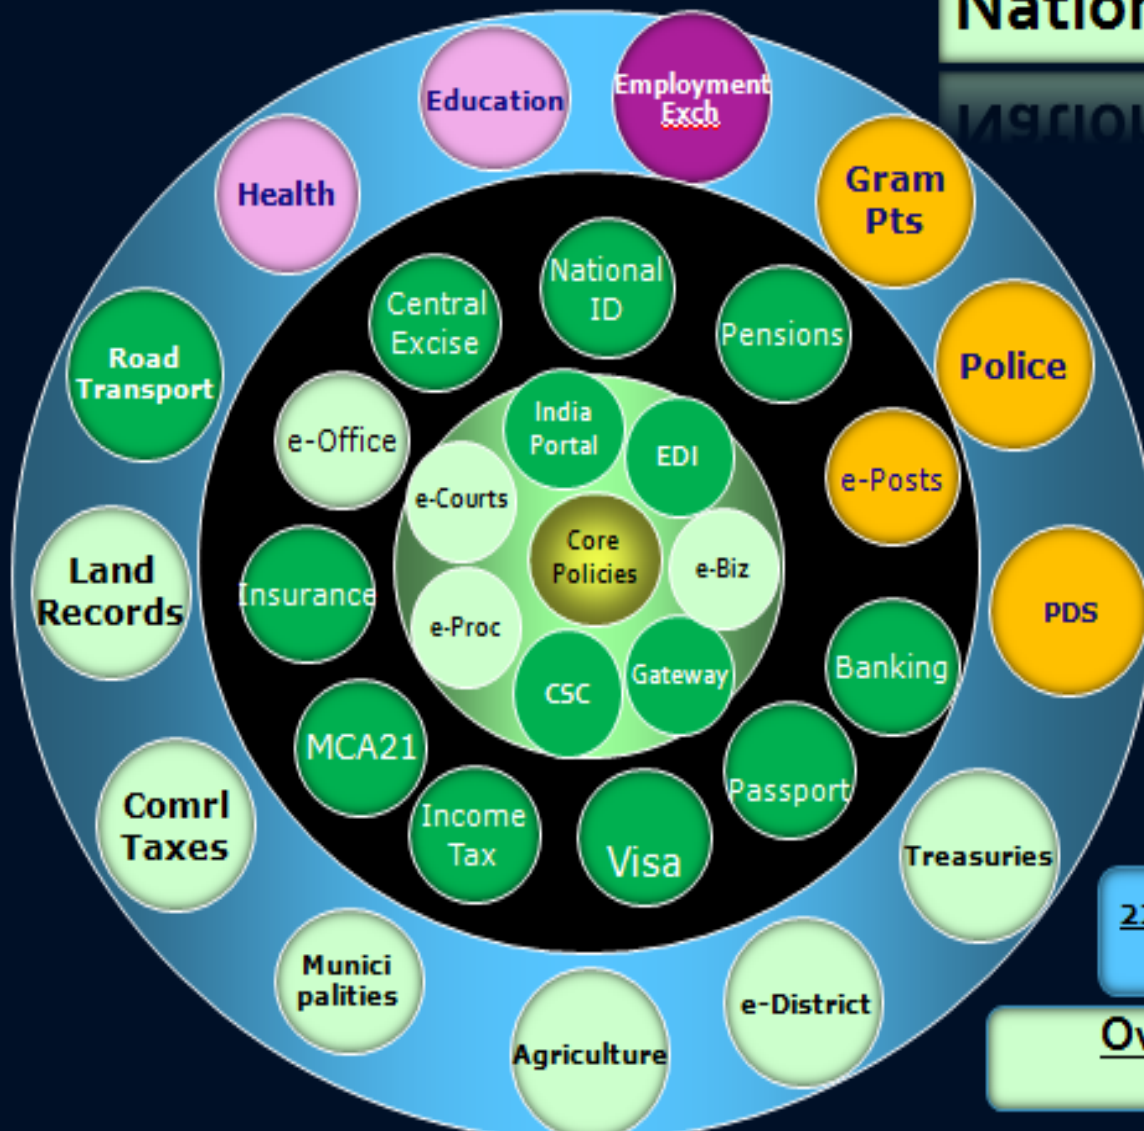 Nation
Education
Employment
Exch
Health
Gram
Pts
National
ID
Central
Excise
Pensions
Road
Transport
Police
India
Portal
e-Office
EDI
e-Courts
e-Posts
Core
Policies
e-Biz
Land
Records
Insurance
PDS
e-Proc
Banking
Gateway
CSC
MCA21
Passport
Comrl
Taxes
Income
Tax
Visa
Treasuries
Munici
palities
e-District
Agriculture
Ov